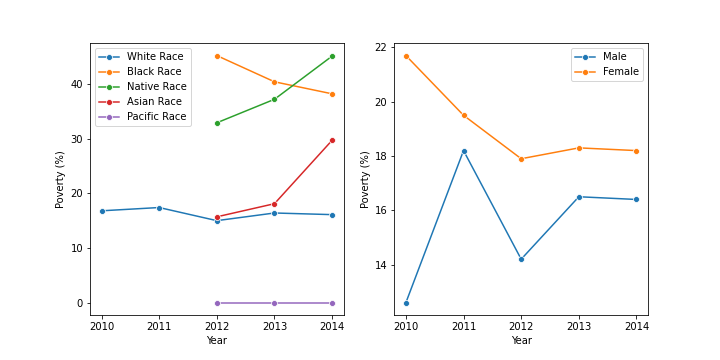 White Race
Black Race
Native Race
Asian Race
Pacific Race
Poverty (%)
40
30
20
10
0
2010 2011 2012 2013 2014
Year
Male
Female
Poverty (%)
22
20
18
16
14
2010 2011 2012 2013 2014
Year